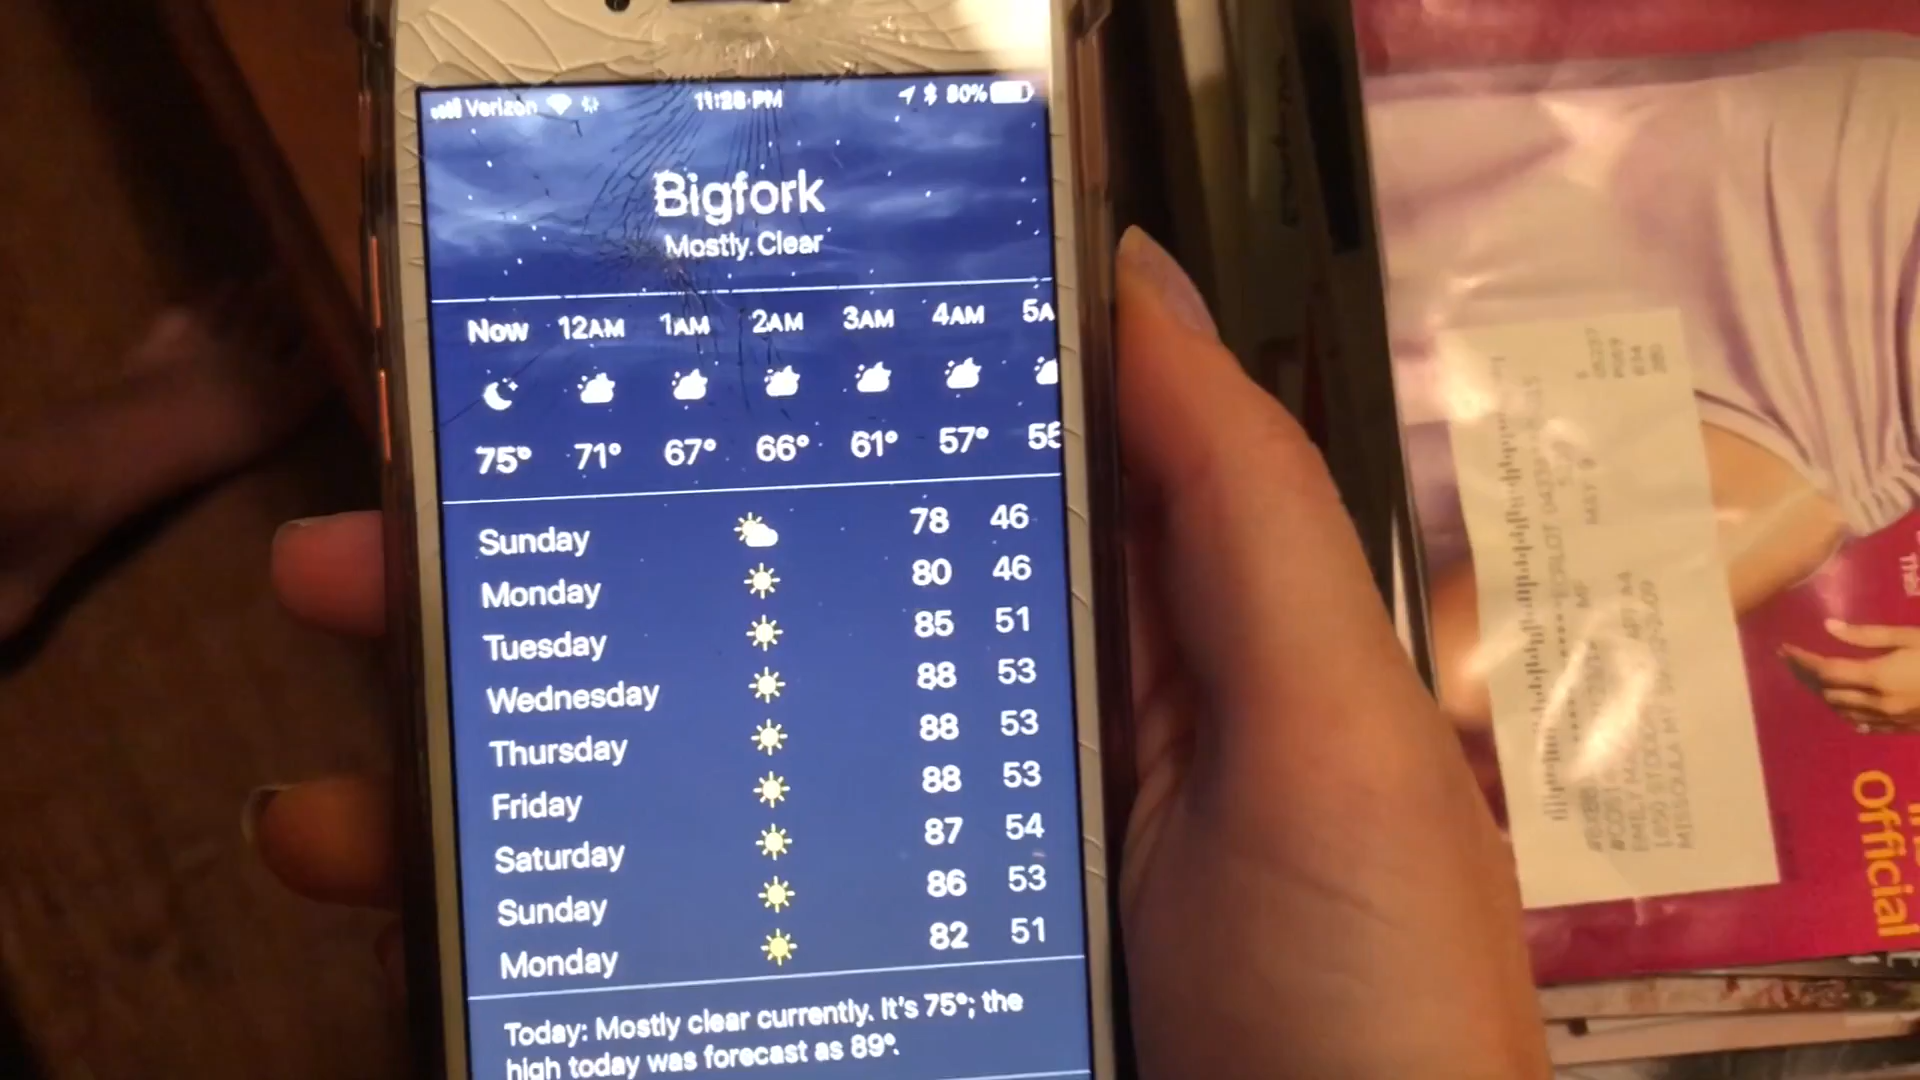 Verizon 11:28 PM 80%
Bigfork
Mostly Clear
Now 12AM 1AM 2AM 3AM 4AM
75° 71° 67° 66° 61° 57°
Sunday 78 46
Monday 80 46
Tuesday 85 51
Wednesday 88 53
Thursday 88 53
Friday 88 53
Saturday 87 54
Sunday 86 53
Monday 82 51
Today: Mostly clear currently. It's 75°; the
high today was forecast as 89°.
Official